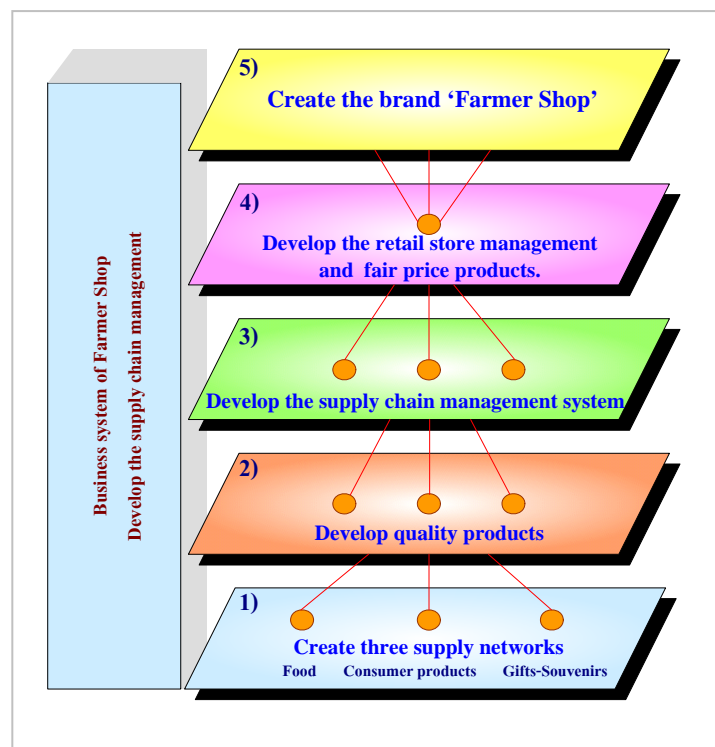 Business system of Farmer Shop
Develop the supply chain management
5)
Create the brand ‘Farmer Shop’
4)
Develop the retail store management
and fair price products.
3)
Develop the supply chain management system
2)
Develop quality products
1)
Create three supply networks
Food Consumer products Gifts-Souvenirs